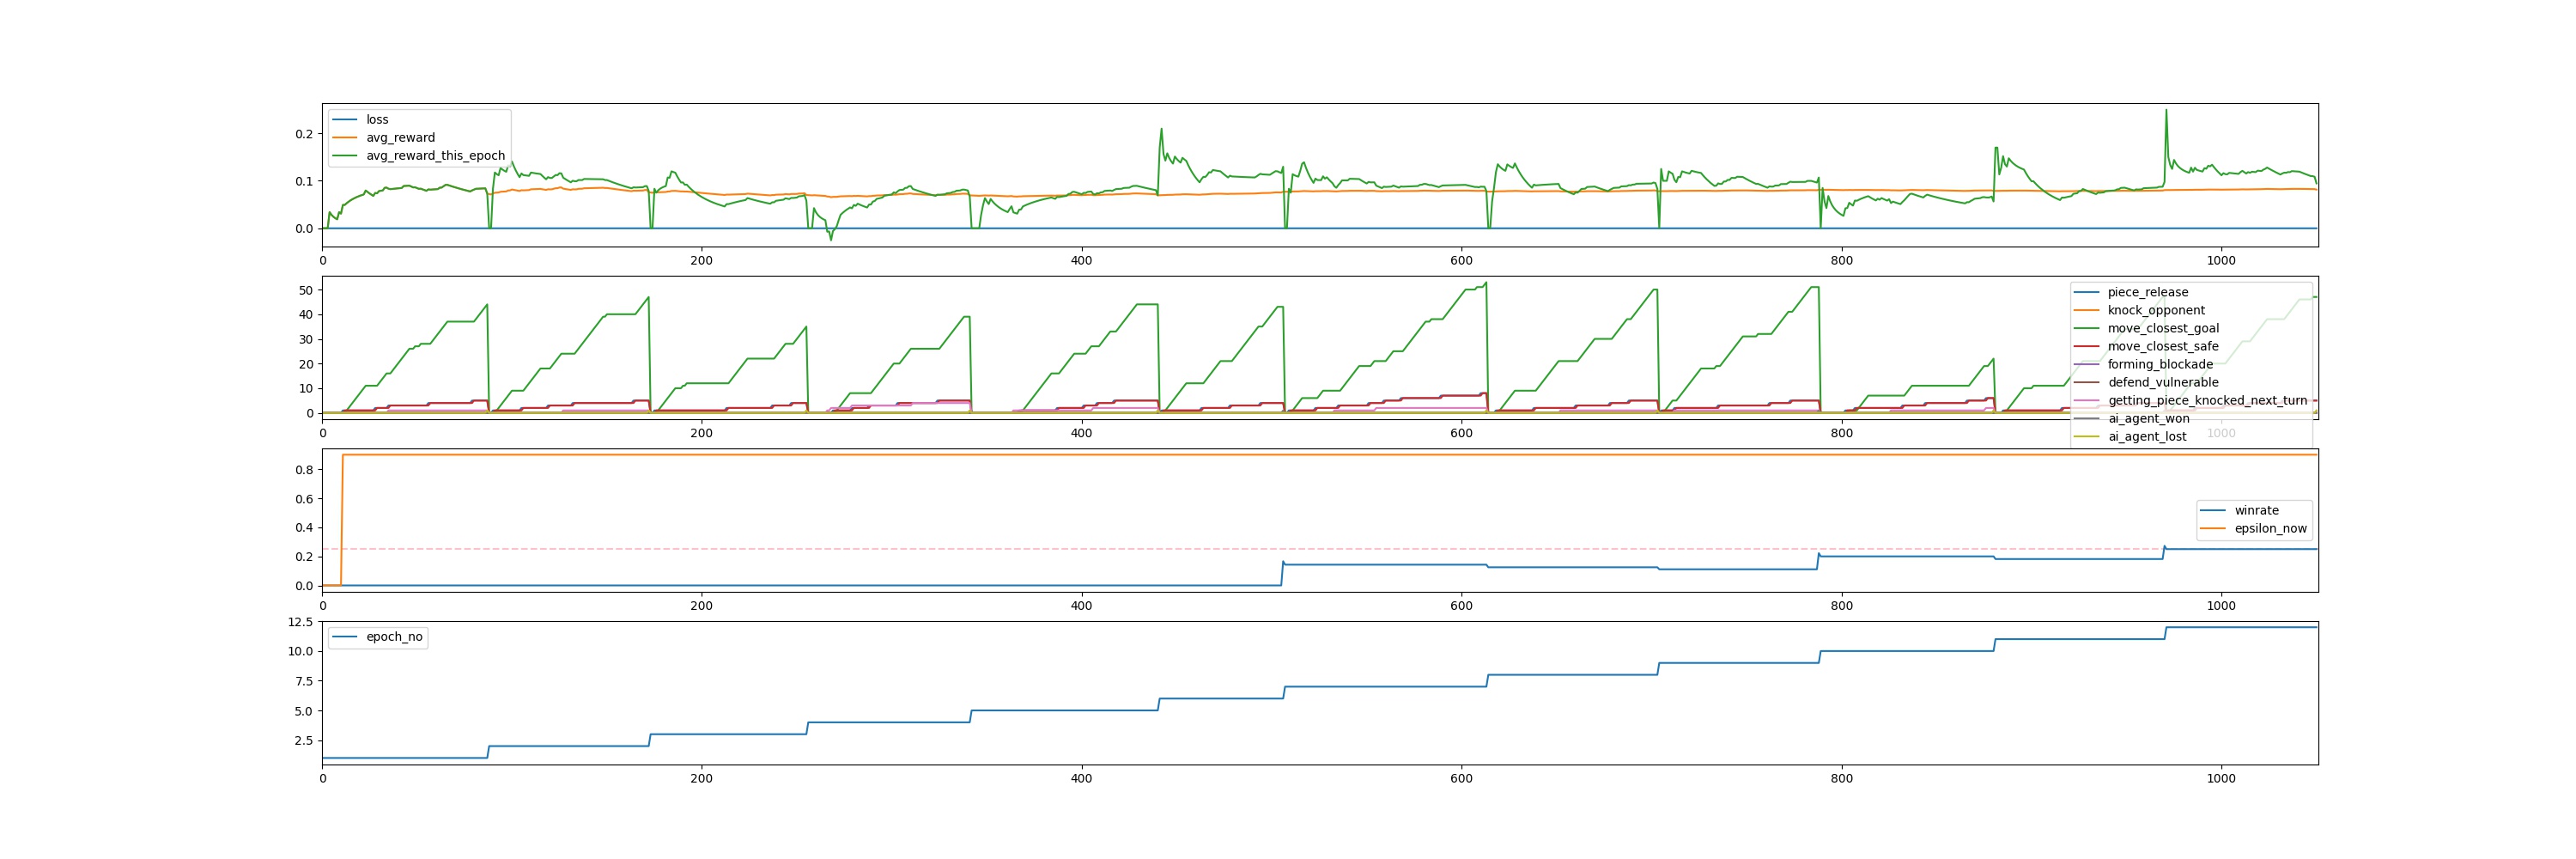 loss
avg_reward
avg_reward_this_epoch
0.2
0.1
0.0
0 200 400 600 800 1000
piece_release
knock_opponent
move_closest_goal
move_closest_safe
forming_blockade
defend_vulnerable
getting_piece_knocked_next_turn
ai_agent_won
ai_agent_lost
50
40
30
20
10
0
0 200 400 600 800 1000
winrate
epsilon_now
0.8
0.6
0.4
0.2
0.0
0 200 400 600 800 1000
epoch_no
12.5
10.0
7.5
5.0
2.5
0 200 400 600 800 1000